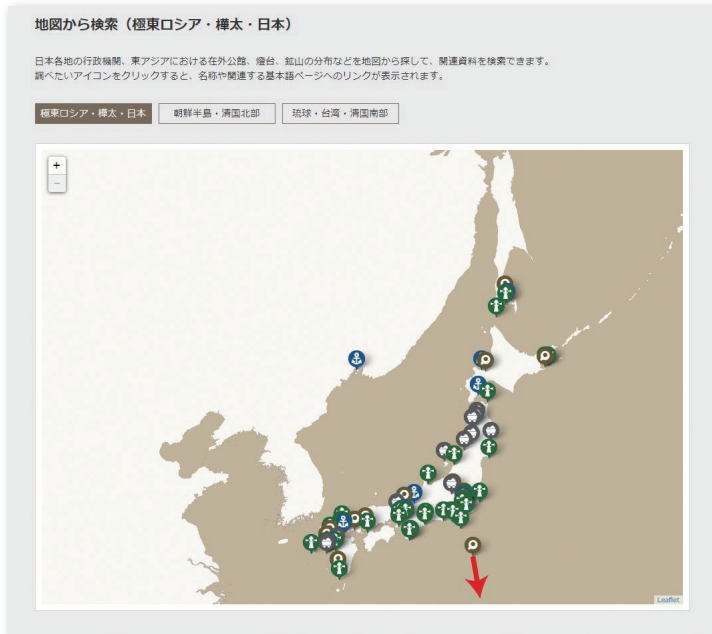 地図から検索（極東ロシア・樺太・日本）
日本各地の行政機関、東アジアにおける在外公館、燈台、鉱山の分布などを地図から探して、関連資料を検索できます。
調べたいアイコンをクリックすると、名称や関連する基本語ページへのリンクが表示されます。
極東ロシア・樺太・日本
朝鮮半島・清国北部
琉球・台湾・清国南部
+
−
Leaflet